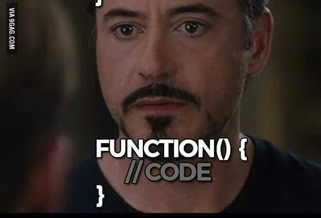 }
VIA 9GAG.COM
FUNCTION() {
//CODE
}